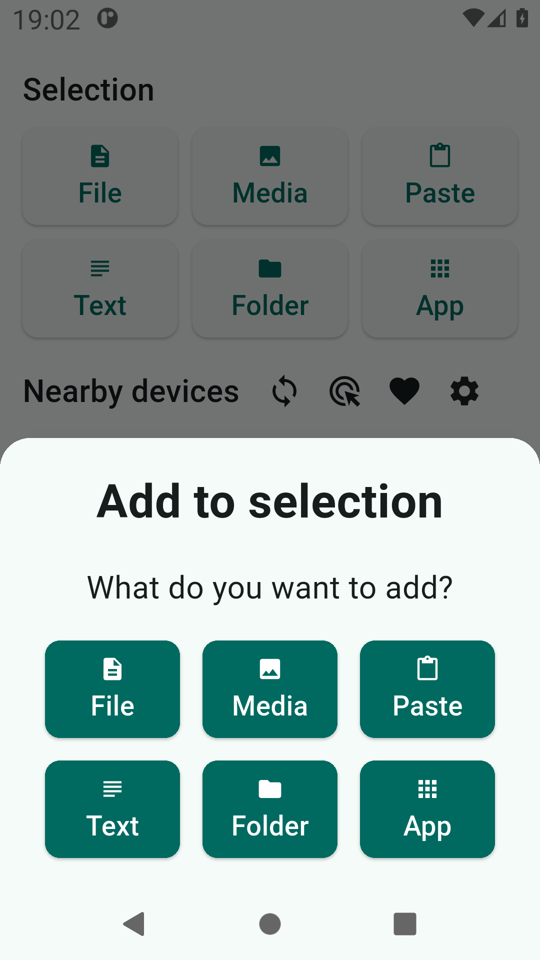 19:02
Selection
File Media Paste
Text Folder App
Nearby devices
Add to selection
What do you want to add?
File Media Paste
Text Folder App